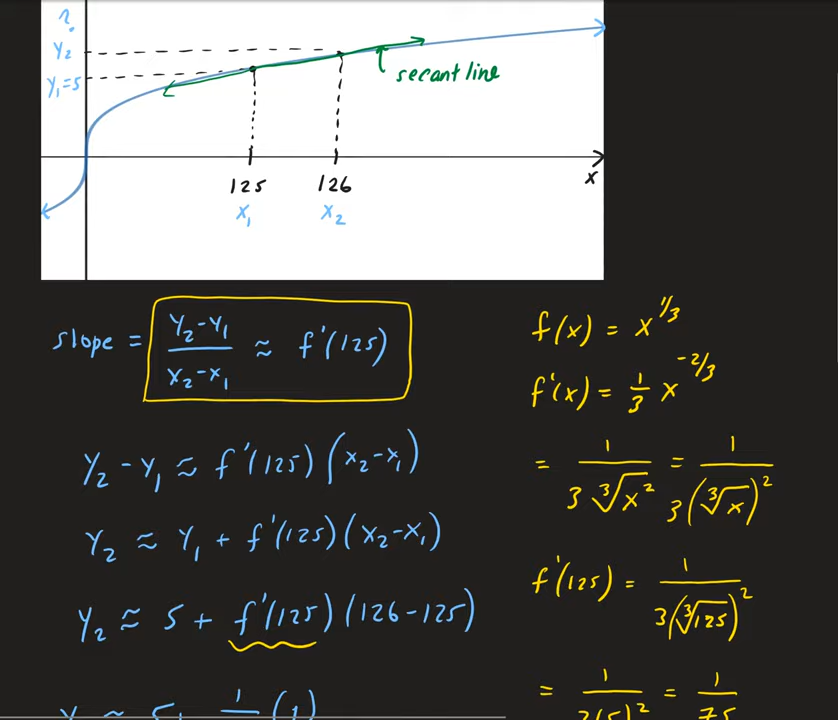 ?
y₂
y₁=5
secant line
125
126
x
x₁
x₂
slope = (y₂-y₁)/(x₂-x₁) ≈ f'(125)
y₂-y₁ ≈ f'(125)(x₂-x₁)
y₂ ≈ y₁ + f'(125)(x₂-x₁)
y₂ ≈ 5 + f'(125)(126-125)
f(x) = x^(1/3)
f'(x) = 1/3 x^(-2/3)
= 1/(3 ∛(x²)) = 1/(3(∛x)²)
f'(125) = 1/(3(∛125)²)
= 1/(3(5)²) = 1/75